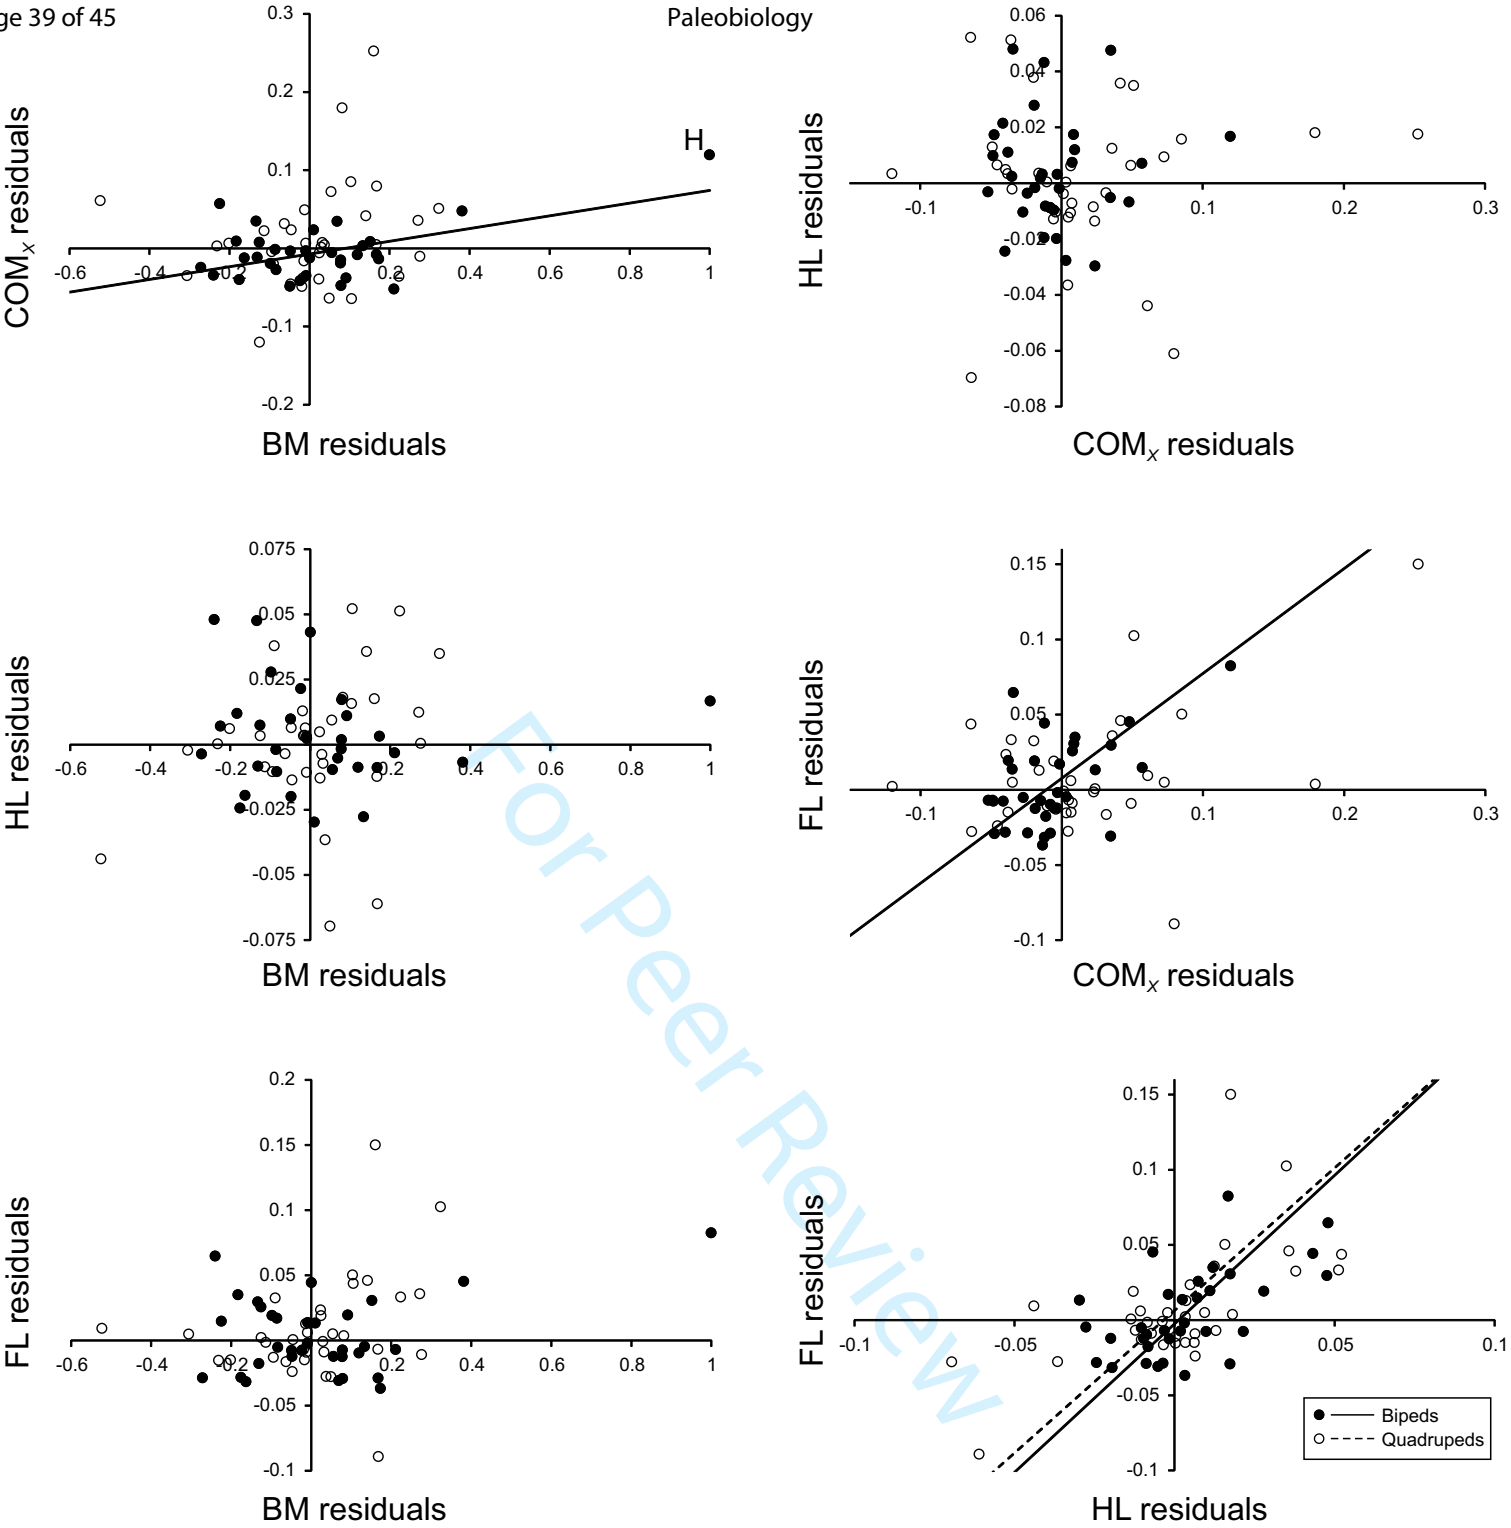 ge 39 of 45
Paleobiology
0.3
0.2
0.1
-0.1
-0.2
-0.6 -0.4 -0.2 0.2 0.4 0.6 0.8 1
H
COMx residuals
BM residuals
0.06
0.04
0.02
-0.02
-0.04
-0.06
-0.08
-0.1 0.1 0.2 0.3
HL residuals
COMx residuals
0.075
0.05
0.025
-0.025
-0.05
-0.075
-0.6 -0.4 -0.2 0.2 0.4 0.6 0.8 1
HL residuals
BM residuals
0.15
0.1
0.05
-0.05
-0.1
-0.1 0.1 0.2 0.3
FL residuals
COMx residuals
0.2
0.15
0.1
0.05
-0.05
-0.1
-0.6 -0.4 -0.2 0.2 0.4 0.6 0.8 1
FL residuals
BM residuals
0.15
0.1
0.05
-0.05
-0.1
-0.1 -0.05 0.05 0.1
FL residuals
HL residuals
Bipeds
Quadrupeds
For Peer Review